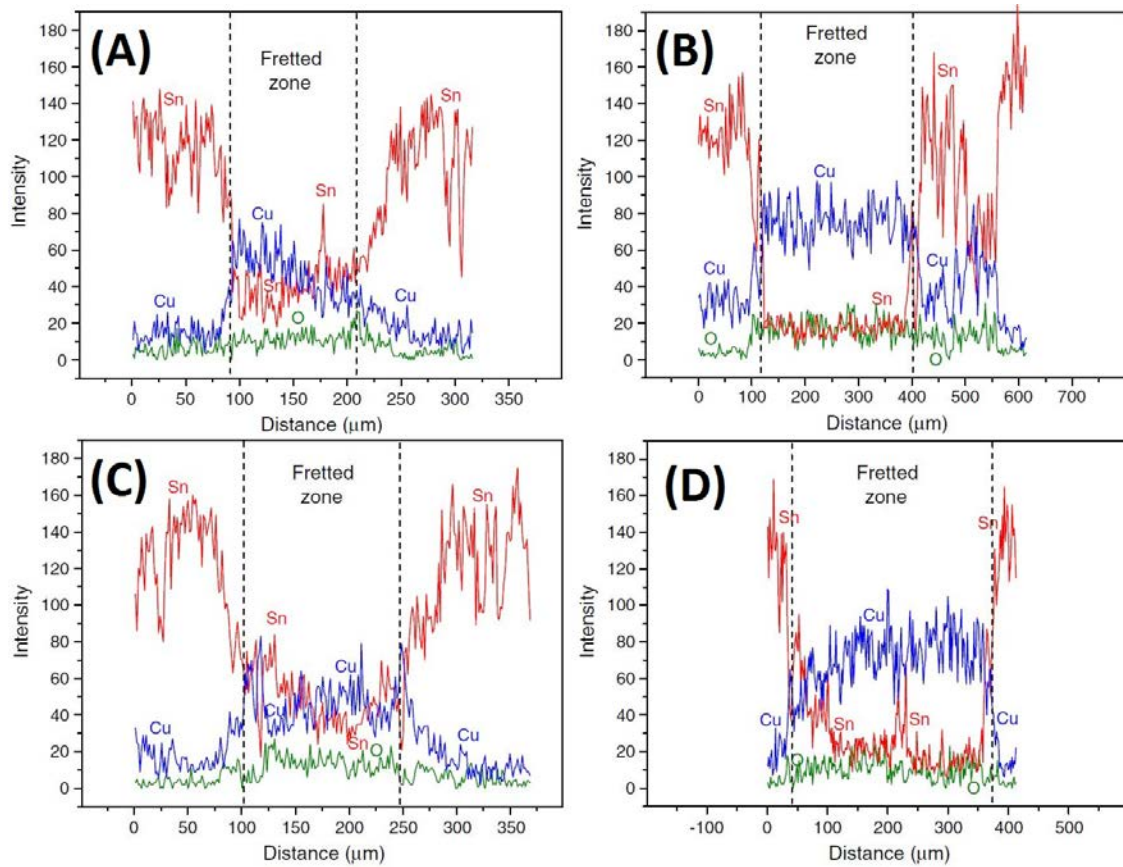 (A)
Fretted
zone
Sn
Sn
Sn
Cu
Sn
Cu
O
Cu
Intensity
180
160
140
120
100
80
60
40
20
0
0 50 100 150 200 250 300 350
Distance (μm)
(B)
Fretted
zone
Sn
Sn
Cu
Cu
Cu
Sn
O
O
Intensity
180
160
140
120
100
80
60
40
20
0
0 100 200 300 400 500 600 700
Distance (μm)
(C)
Fretted
zone
Sn
Sn
Sn
Cu
Cu
Cu
Sn
O
Cu
Intensity
180
160
140
120
100
80
60
40
20
0
0 50 100 150 200 250 300 350
Distance (μm)
(D)
Fretted
zone
Sn
Sn
Cu
Cu
Sn
Sn
Cu
O
O
Intensity
180
160
140
120
100
80
60
40
20
0
-100 0 100 200 300 400 500
Distance (μm)